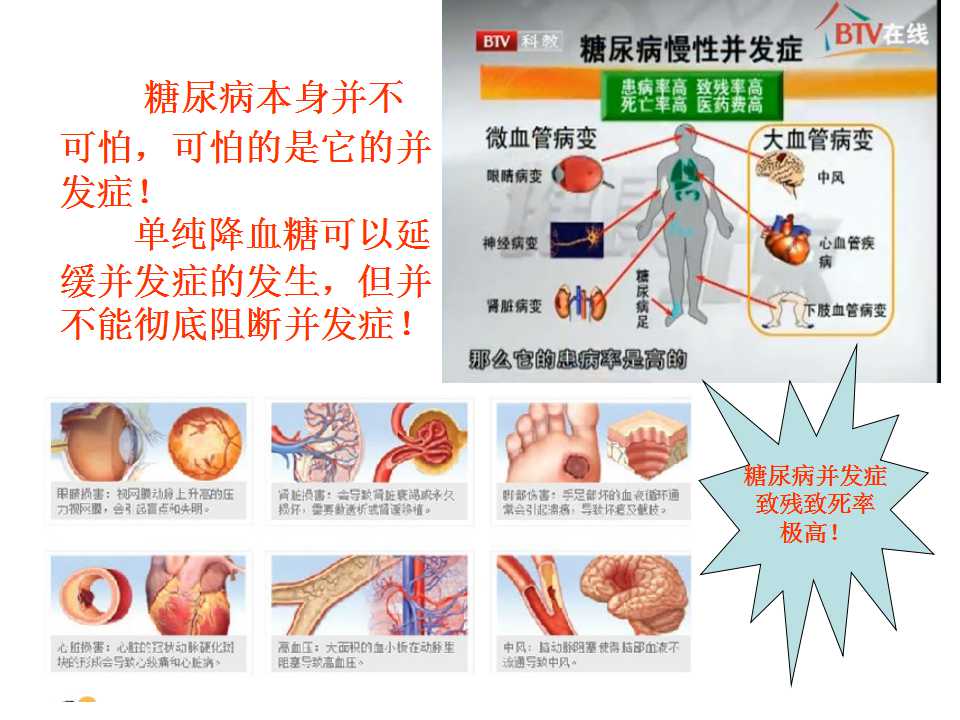 糖尿病本身并不
可怕，可怕的是它的并
发症！
单纯降血糖可以延
缓并发症的发生，但并
不能彻底阻断并发症！
BTV 科教
BTV在线
糖尿病慢性并发症
患病率高 致残率高
死亡率高 医药费高
微血管病变
大血管病变
眼睛病变
中风
神经病变
心血管疾
病
肾脏病变
糖尿病足
下肢血管病变
那么它的患病率是高的
眼睛损害：视网膜动脉上升高的压
力视网膜，会引起盲点和失明。
肾脏损害：会导致肾脏衰竭或永久
损坏，需要做透析或肾援移植。
脚部伤害：手足部坏的血液循环通
常会引起溃疡，导致坏疽及截肢。
心脏损害：心脏的冠状动脉硬化斑
块的形成会导致心绞痛和心脏病。
高血压：大面积的血小板在动脉里
阻塞导致高血压。
中风：脑动脉阻塞使得脑部血液不
流通导致中风。
糖尿病并发症
致残致死率
极高！